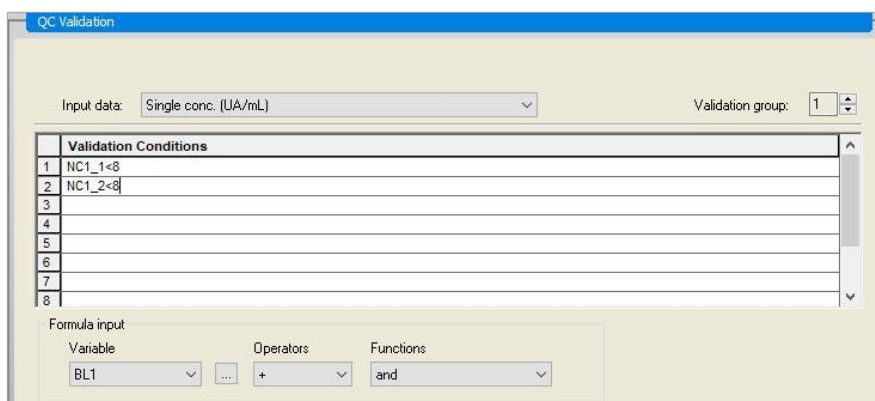 QC Validation
Input data: Single conc. (UA/mL) Validation group: 1
Validation Conditions
1 NC1_1<8
2 NC1_2<8
3
4
5
6
7
8
Formula input
Variable Operators Functions
BL1 ... + and